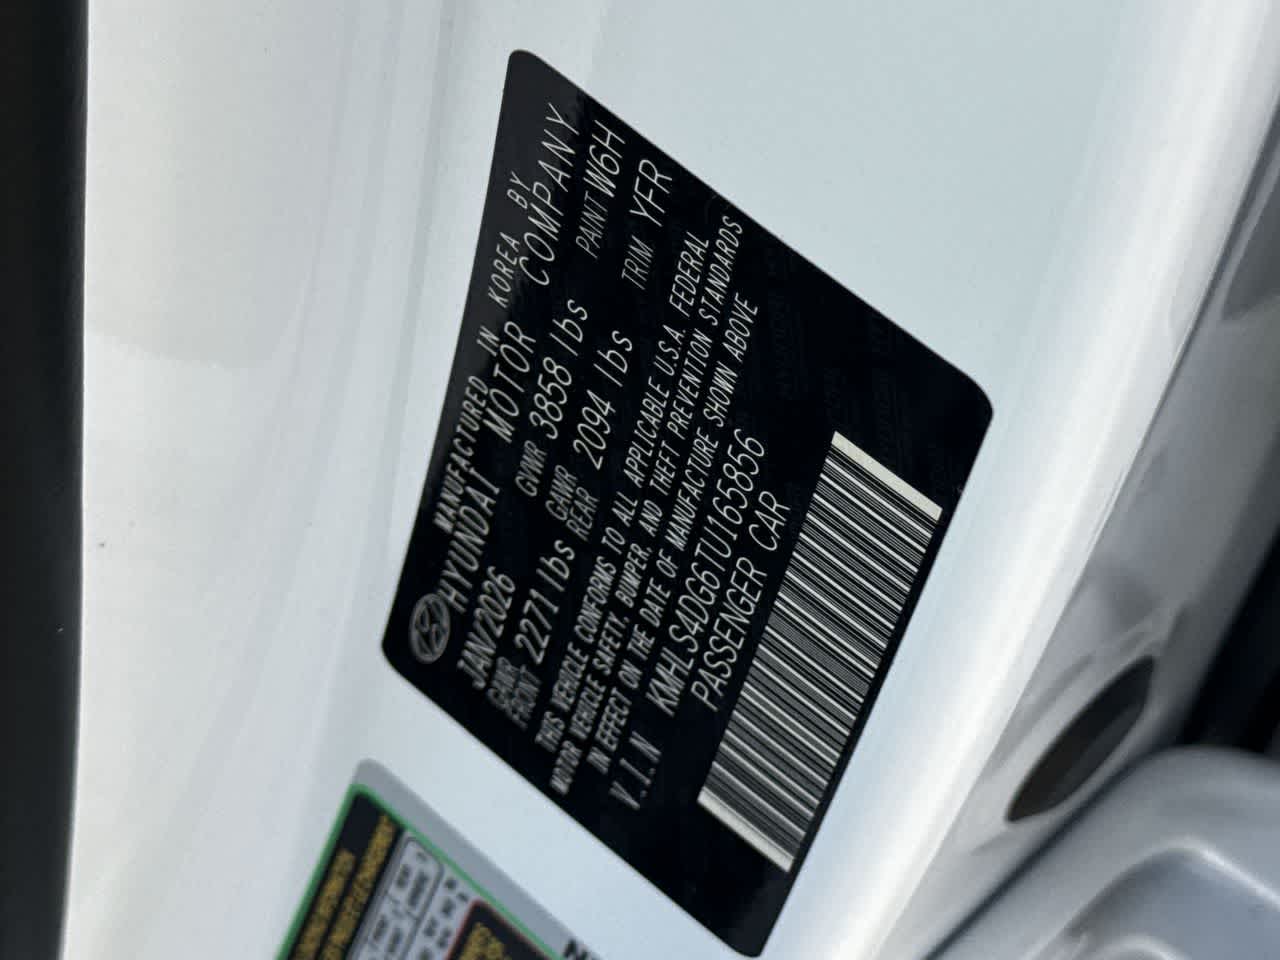 MANUFACTURED IN KOREA BY
HYUNDAI MOTOR COMPANY
JAN/2026 GVWR 3858 lbs PAINT W6H
GAWR FRONT 2271 lbs GAWR REAR 2094 lbs TRIM YFR
THIS VEHICLE CONFORMS TO ALL APPLICABLE U.S.A. FEDERAL
MOTOR VEHICLE SAFETY, BUMPER, AND THEFT PREVENTION STANDARDS
IN EFFECT ON THE DATE OF MANUFACTURE SHOWN ABOVE
V.I.N KMHLS4DG6TU165856
PASSENGER CAR